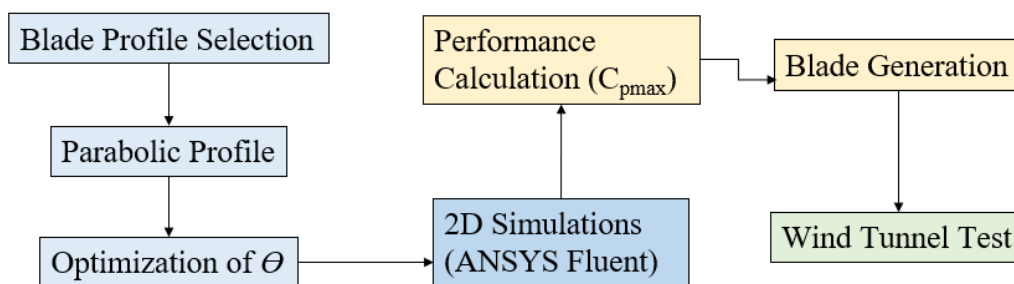 Blade Profile Selection
Parabolic Profile
Optimization of ϴ
2D Simulations
(ANSYS Fluent)
Performance
Calculation (Cpmax)
Blade Generation
Wind Tunnel Test